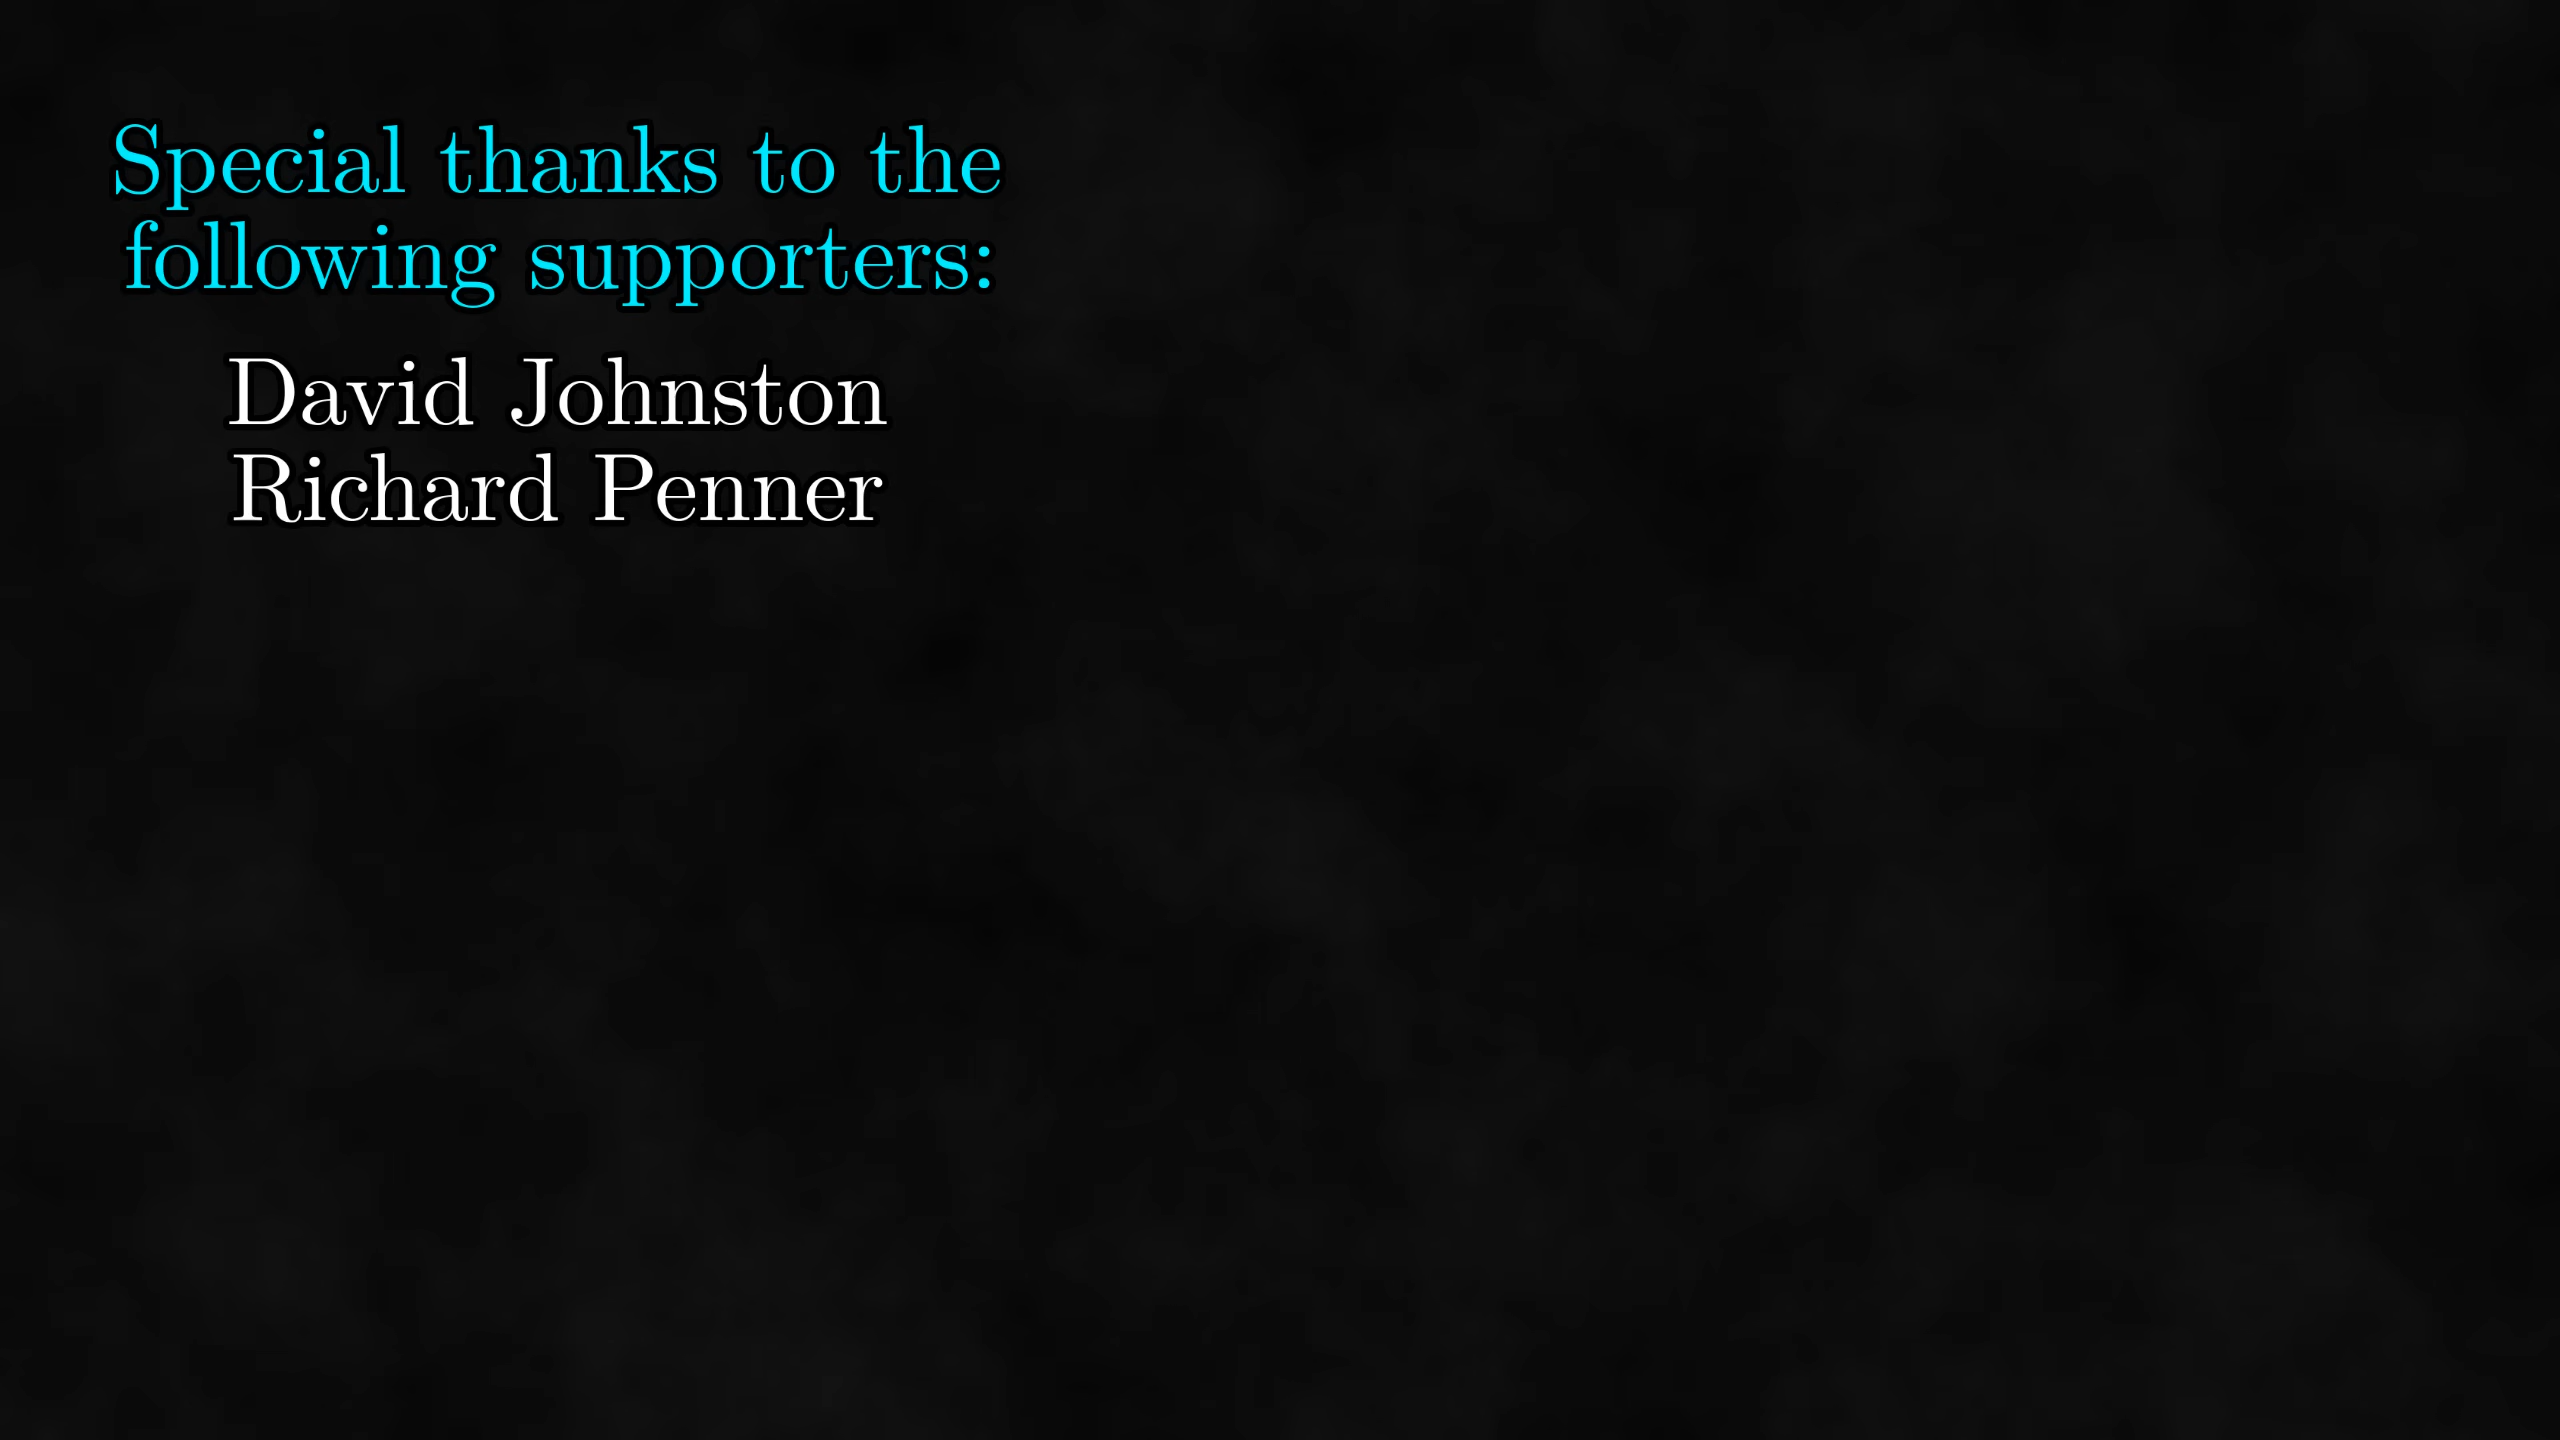 Special thanks to the
following supporters:
David Johnston
Richard Penner